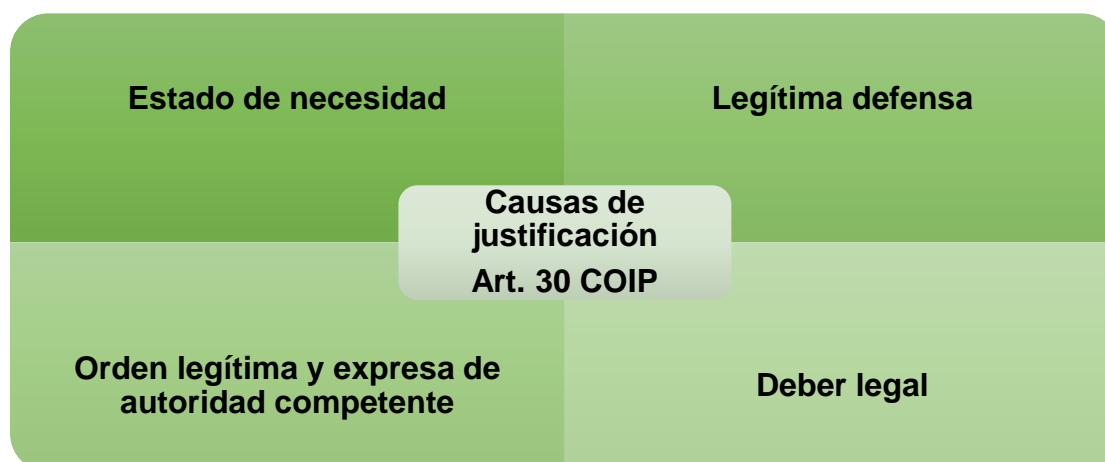 Estado de necesidad
Legítima defensa
Causas de
justificación
Art. 30 COIP
Orden legítima y expresa de
autoridad competente
Deber legal